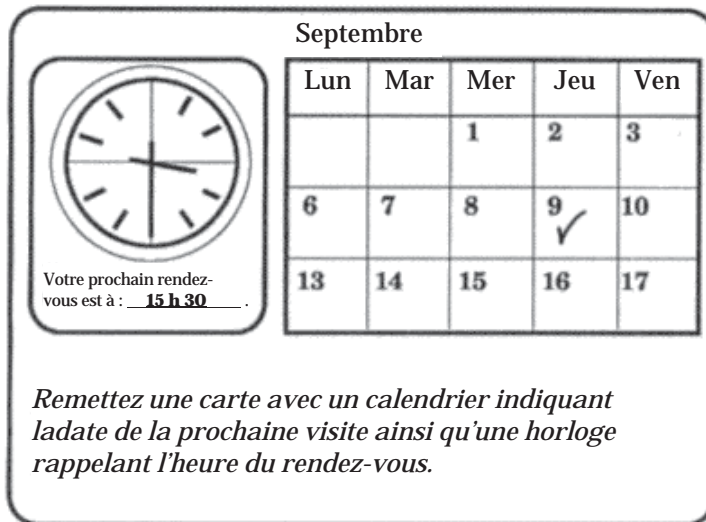 Septembre
Lun Mar Mer Jeu Ven
1 2 3
6 7 8 9 10
13 14 15 16 17
Votre prochain rendez-
vous est à : 15 h 30 .
Remettez une carte avec un calendrier indiquant
ladate de la prochaine visite ainsi qu'une horloge
rappelant l'heure du rendez-vous.